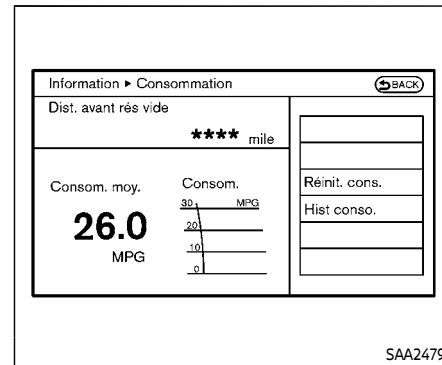 Information ▸ Consommation
BACK
Dist. avant rés vide
**** mile
Consom. moy.
26.0
MPG
Consom.
30 MPG
20
10
0
Réinit. cons.
Hist conso.
SAA2479